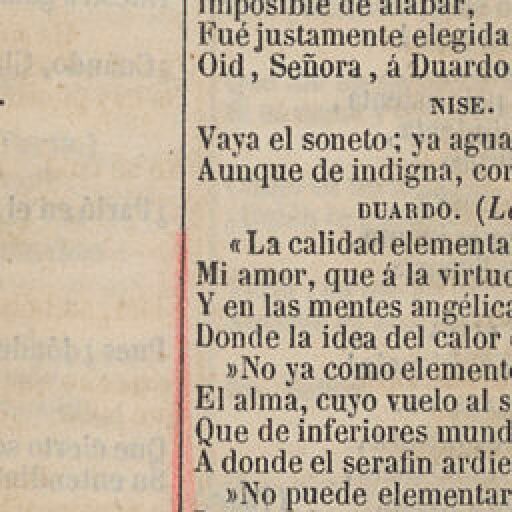 imposible de alabar,
Fué justamente elegida
Oid, Señora, á Duardo
NISE.
Vaya el soneto; ya agua
Aunque de indigna, cor
DUARDO. (Le
«La calidad elementa
Mi amor, que á la virtud
Y en las mentes angélica
Donde la idea del calor
»No ya como elemento
El alma, cuyo vuelo al s
Que de inferiores mund
A donde el serafin ardie
»No puede elementar